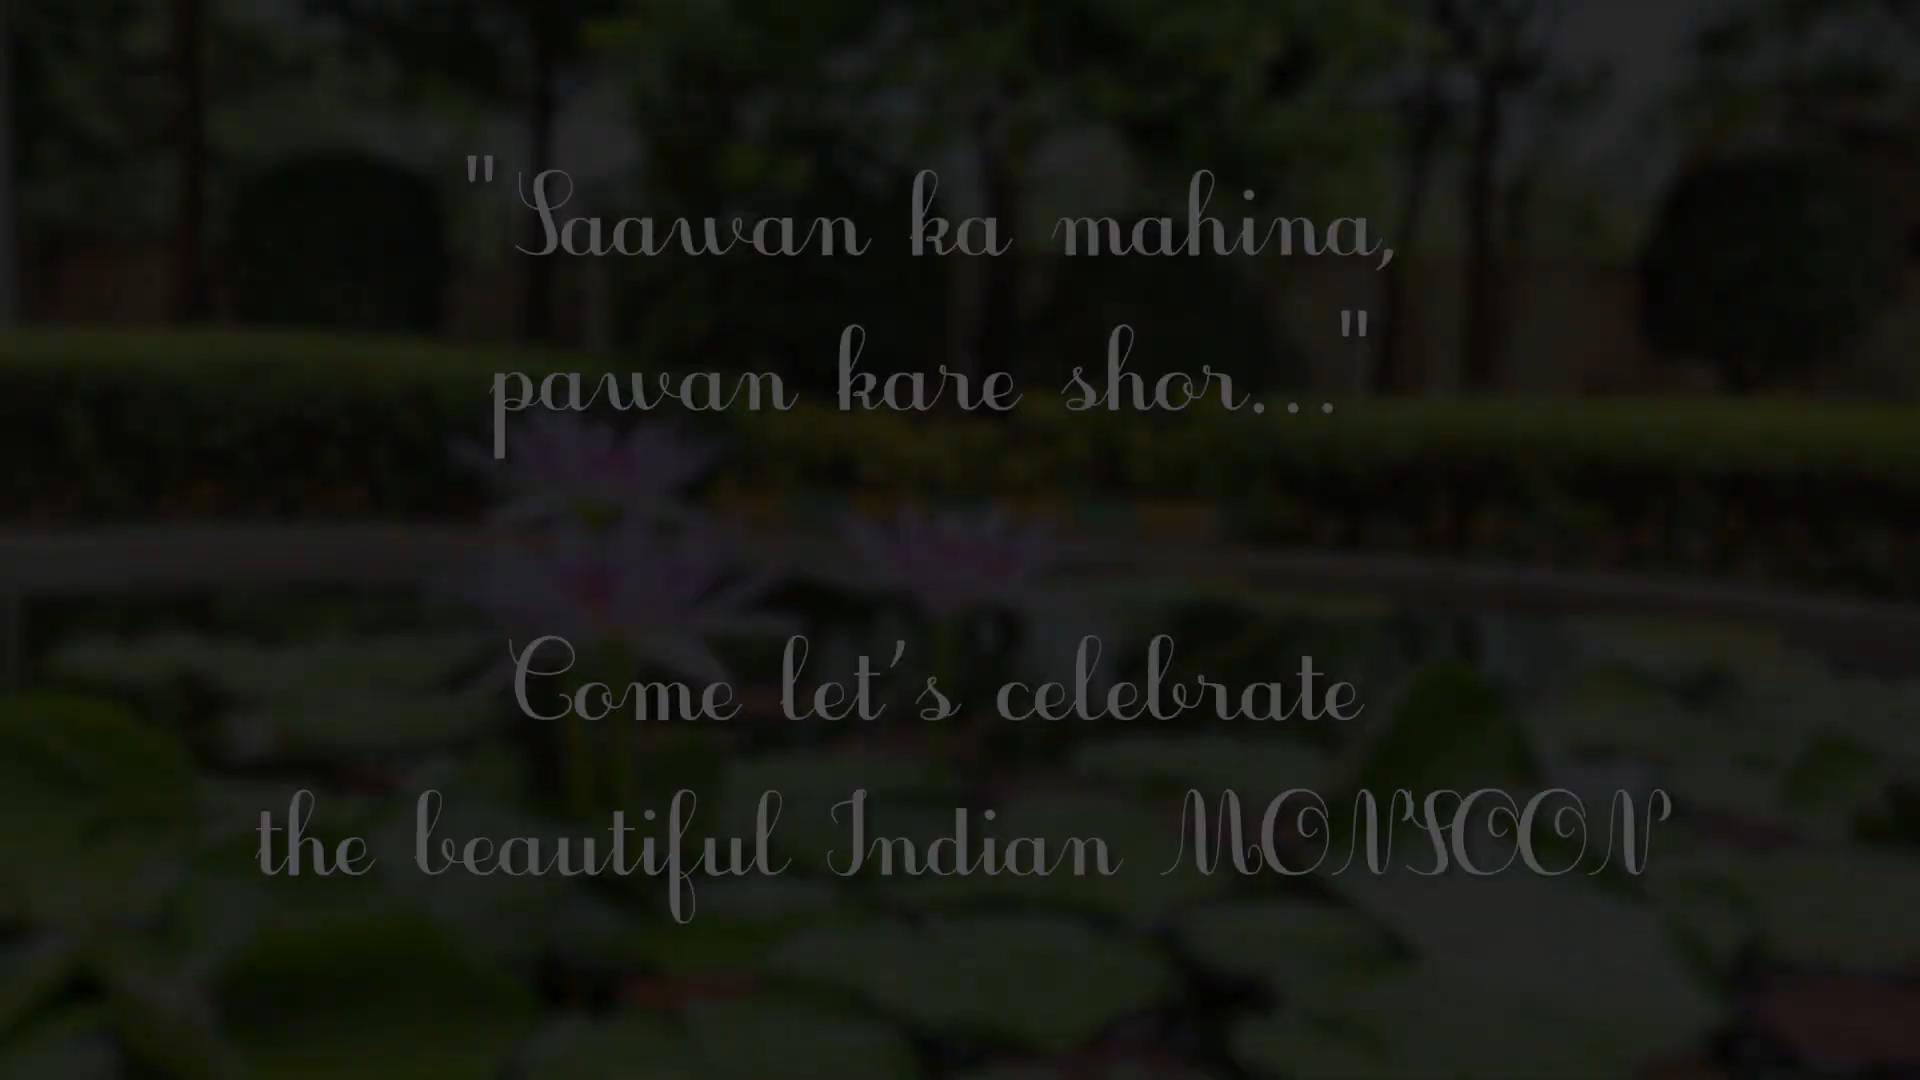 "Saawan ka mahina,
pawan kare shor..."
Come let's celebrate
the beautiful Indian MONSOON